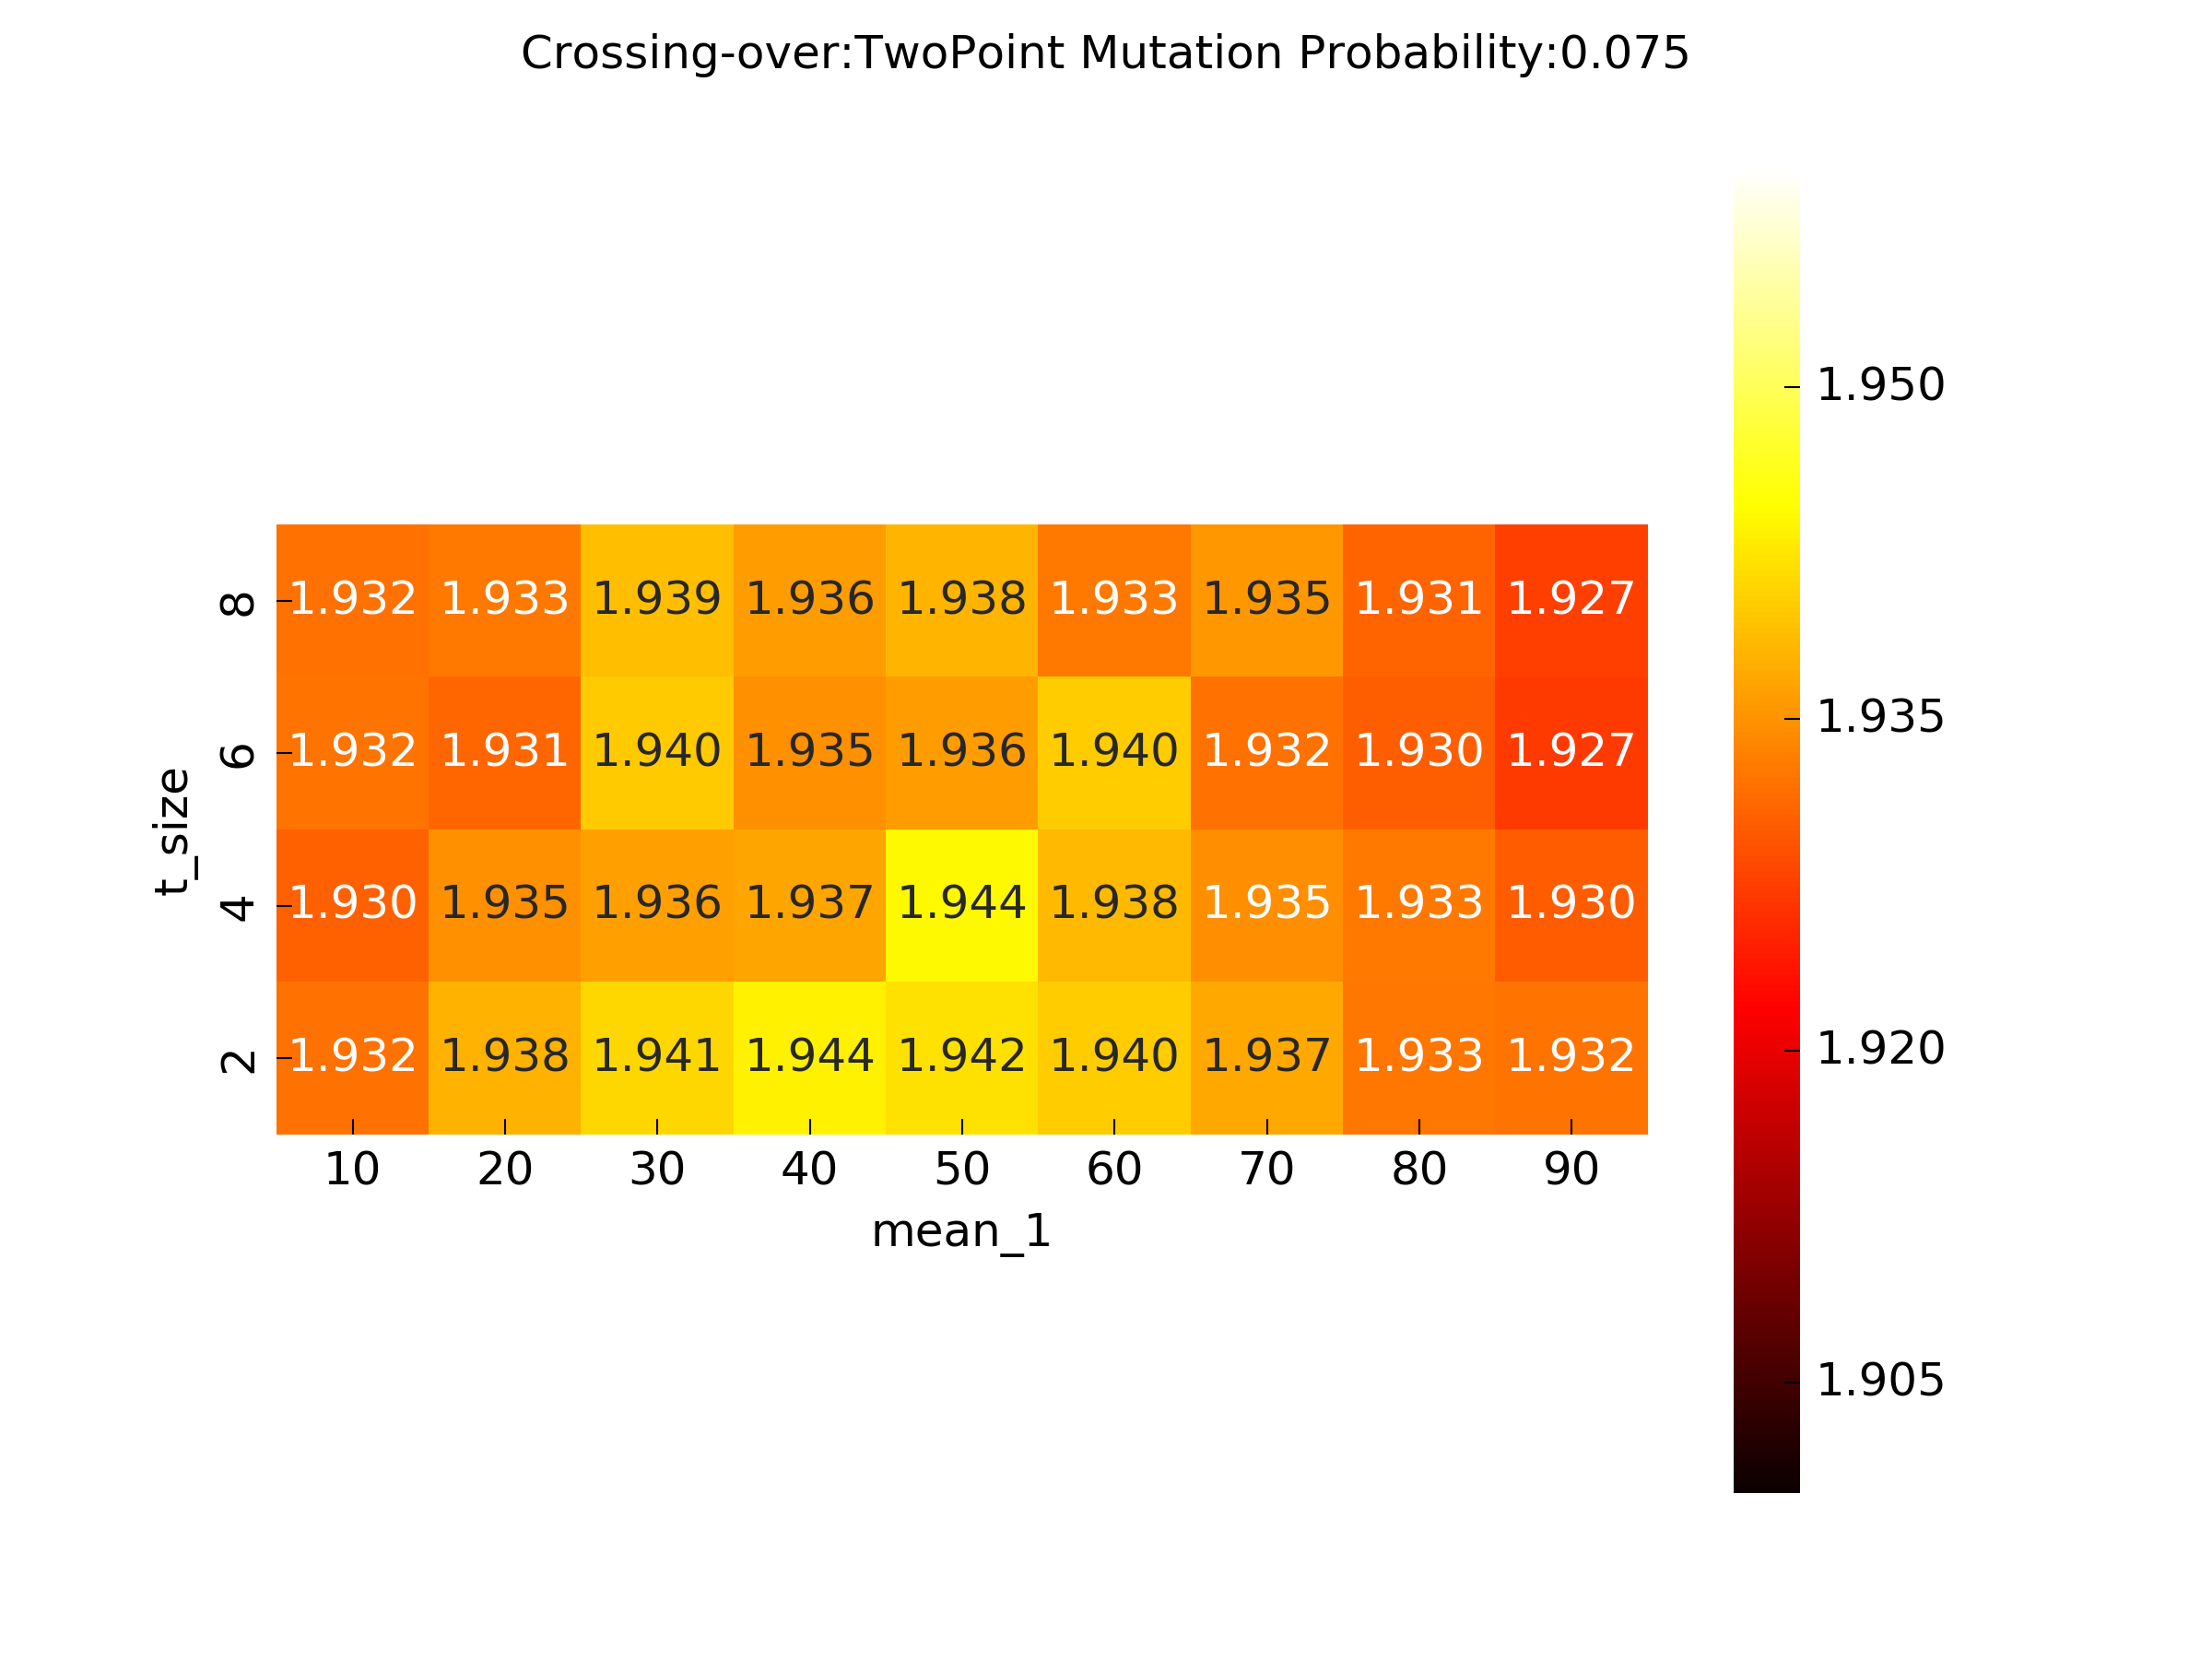 Crossing-over:TwoPoint Mutation Probability:0.075
8 1.932 1.933 1.939 1.936 1.938 1.933 1.935 1.931 1.927
6 1.932 1.931 1.940 1.935 1.936 1.940 1.932 1.930 1.927
4 1.930 1.935 1.936 1.937 1.944 1.938 1.935 1.933 1.930
2 1.932 1.938 1.941 1.944 1.942 1.940 1.937 1.933 1.932
t_size
10 20 30 40 50 60 70 80 90
mean_1
1.950
1.935
1.920
1.905